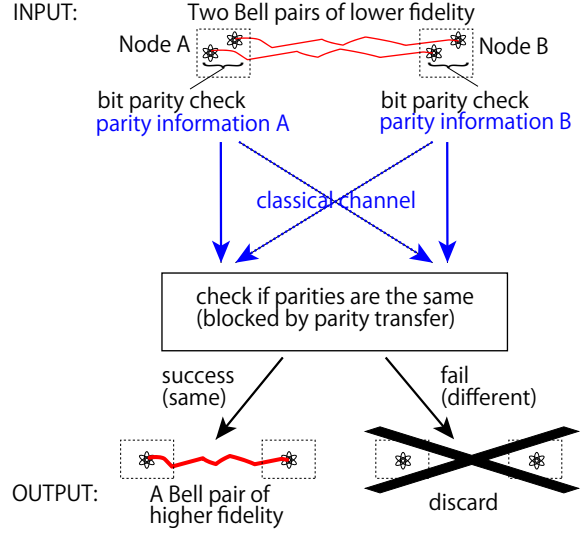 INPUT:
Two Bell pairs of lower fidelity
Node A
Node B
bit parity check
parity information A
bit parity check
parity information B
classical channel
check if parities are the same
(blocked by parity transfer)
success
(same)
fail
(different)
OUTPUT:
A Bell pair of
higher fidelity
discard